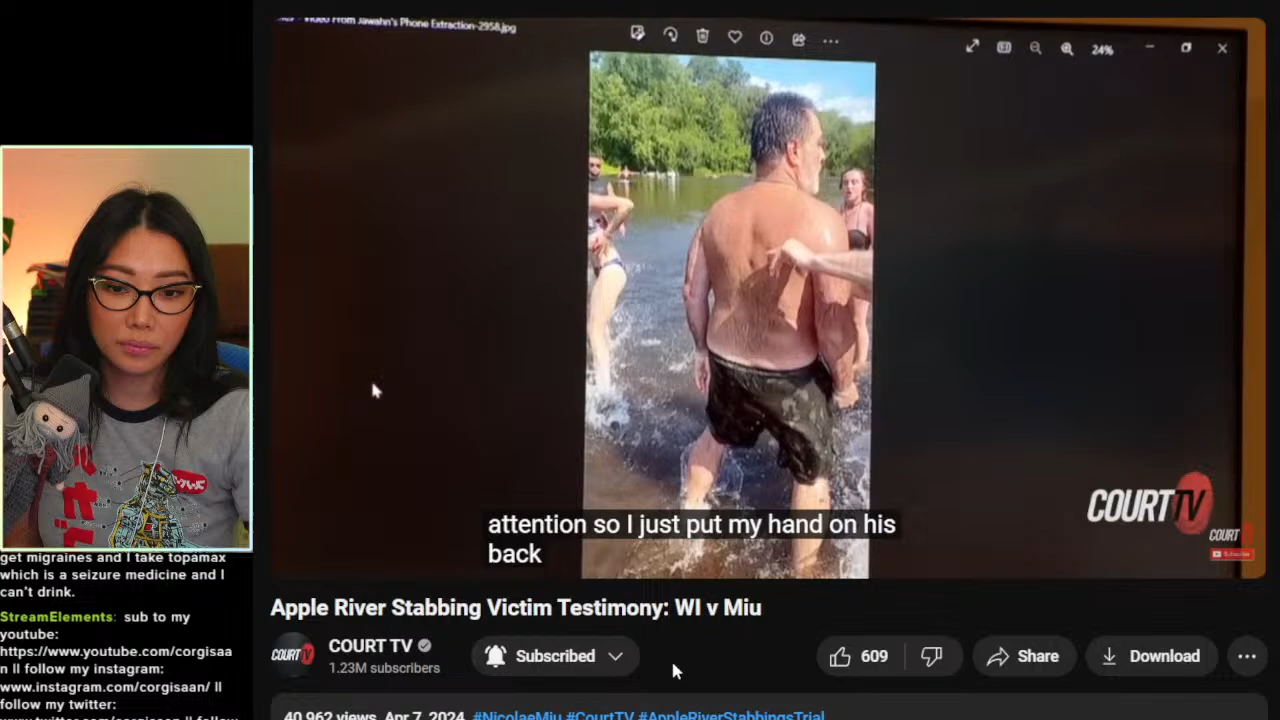 Video From Jawahn's Phone Extraction-2958.jpg
24%
attention so I just put my hand on his
back
COURT TV
COURT
Subscribe
Apple River Stabbing Victim Testimony: WI v Miu
COURT TV
1.23M subscribers
Subscribed
609
Share
Download
40,962 views Apr 7, 2024 #NicolaeMiu #CourtTV #AppleRiverStabbingsTrial
get migraines and I take topamax
which is a seizure medicine and I
can't drink.
StreamElements: sub to my
youtube:
https://www.youtube.com/corgisaa
n ll follow my instagram:
www.instagram.com/corgisan/ ll
follow my twitter: